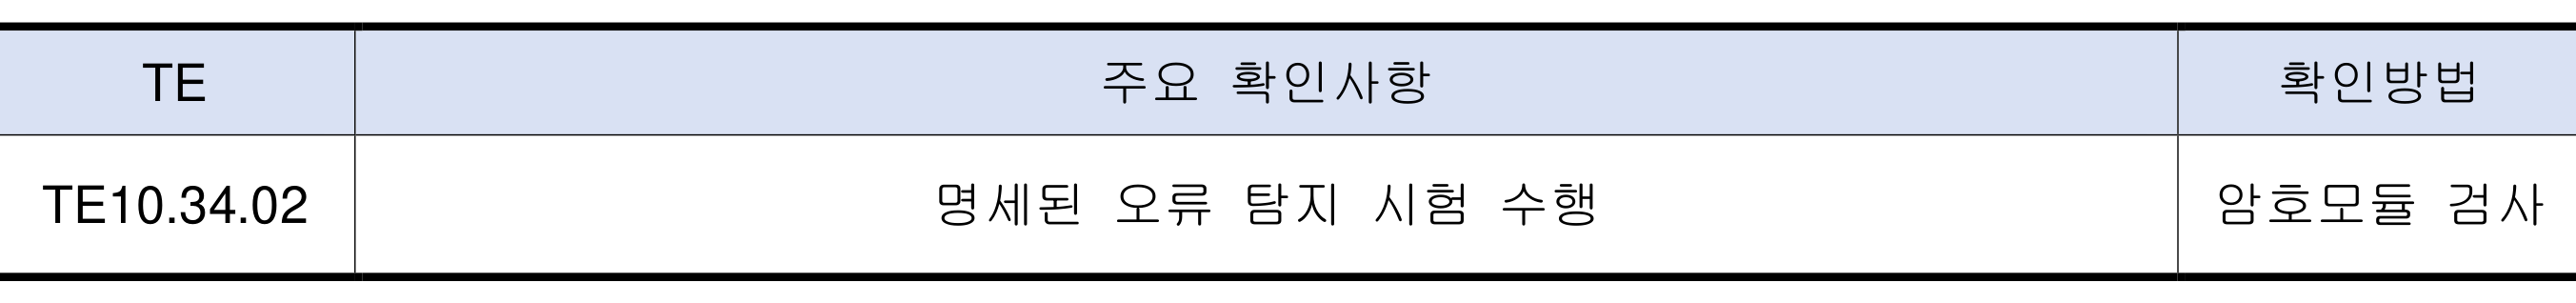 TE 주요 확인사항 확인방법
TE10.34.02 명세된 오류 탐지 시험 수행 암호모듈 검사